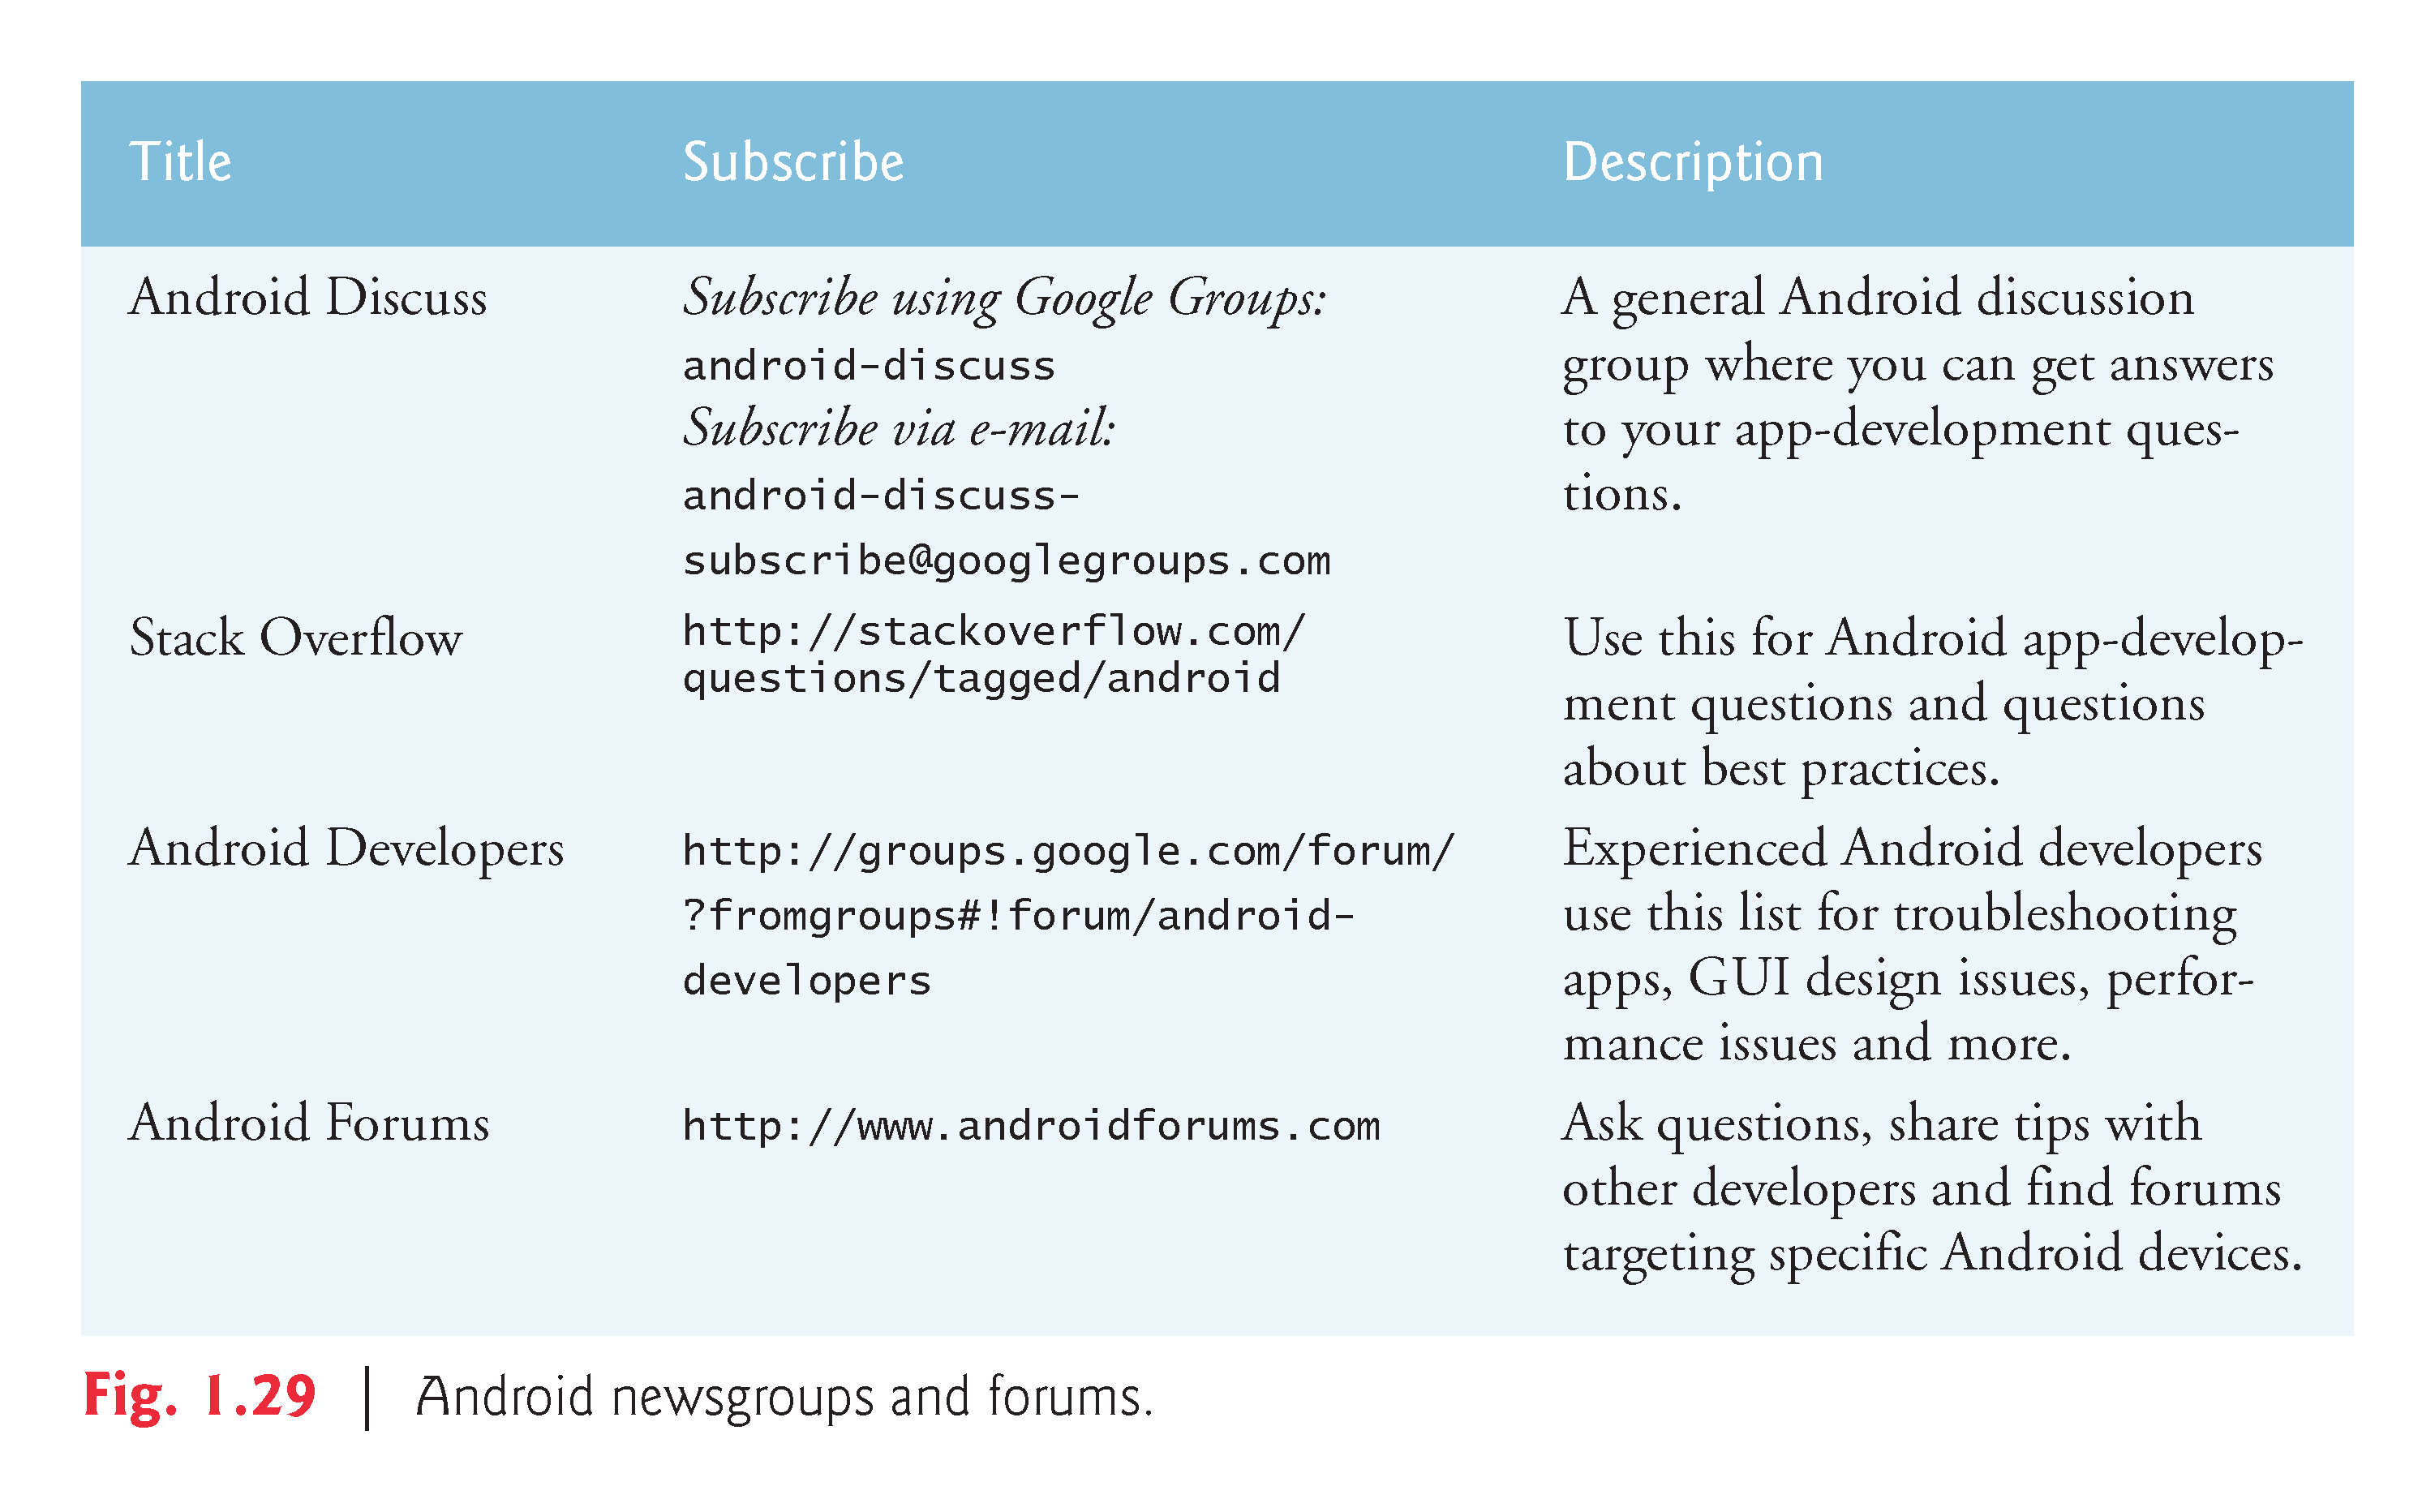 Title Subscribe Description
Android Discuss Subscribe using Google Groups: A general Android discussion
android-discuss group where you can get answers
Subscribe via e-mail: to your app-development ques-
android-discuss- tions.
subscribe@googlegroups.com
Stack Overflow http://stackoverflow.com/ Use this for Android app-develop-
questions/tagged/android ment questions and questions
about best practices.
Android Developers http://groups.google.com/forum/ Experienced Android developers
?fromgroups#!forum/android- use this list for troubleshooting
developers apps, GUI design issues, perfor-
mance issues and more.
Android Forums http://www.androidforums.com Ask questions, share tips with
other developers and find forums
targeting specific Android devices.
Fig. 1.29 | Android newsgroups and forums.